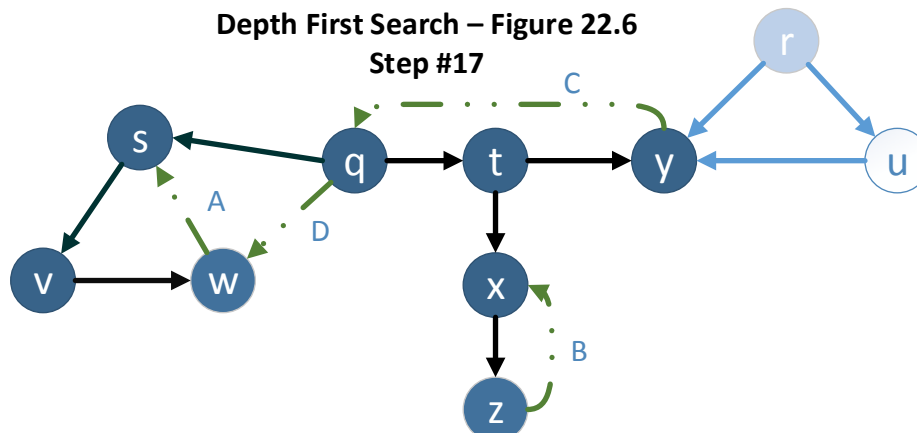 Depth First Search – Figure 22.6
Step #17
r
C
s
q
t
y
u
A
D
v
w
x
B
z